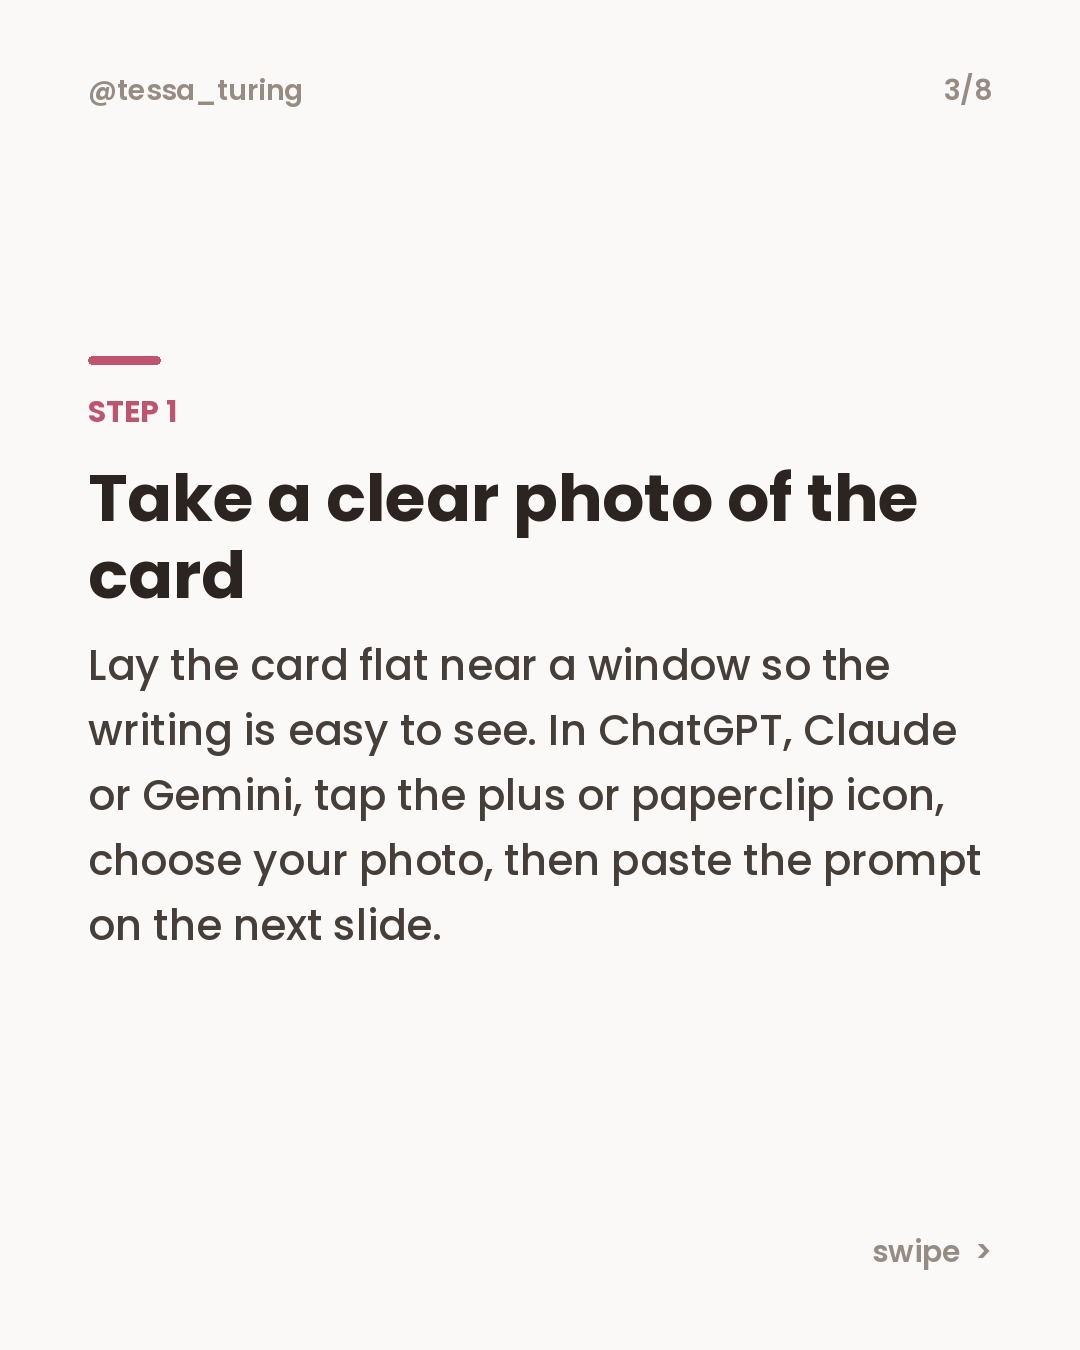 @tessa_turing
3/8
STEP 1
Take a clear photo of the
card
Lay the card flat near a window so the
writing is easy to see. In ChatGPT, Claude
or Gemini, tap the plus or paperclip icon,
choose your photo, then paste the prompt
on the next slide.
swipe >